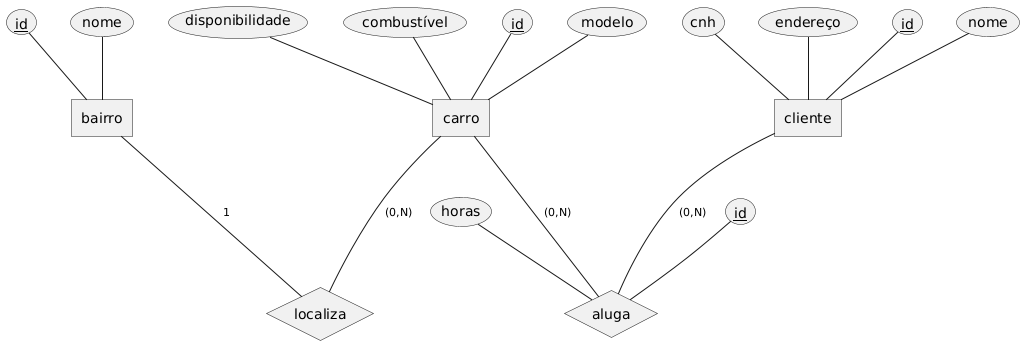 id
nome
disponibilidade
combustível
id
modelo
cnh
endereço
id
nome
bairro
carro
cliente
1
(0,N)
horas
(0,N)
(0,N)
id
localiza
aluga